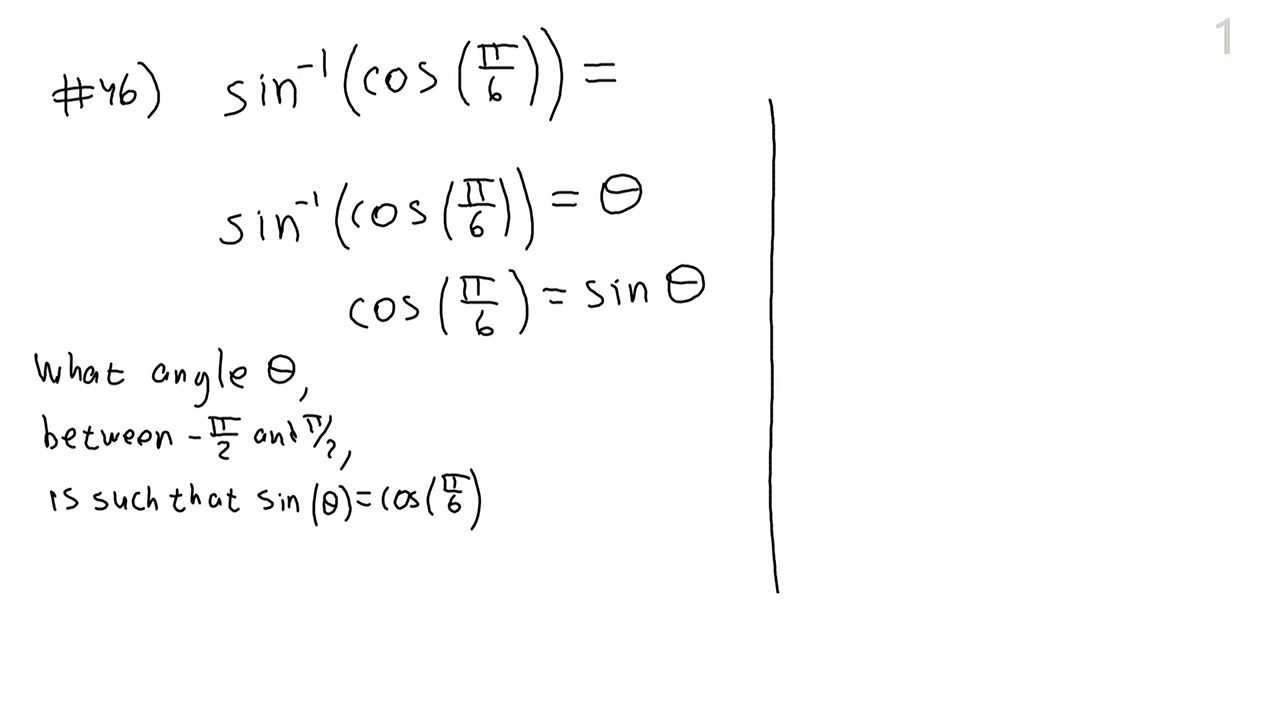 1
#46) sin⁻¹(cos(π/6)) =
sin⁻¹(cos(π/6)) = θ
cos(π/6) = sin θ
What angle θ,
between -π/2 and π/2,
is such that sin(θ)=cos(π/6)